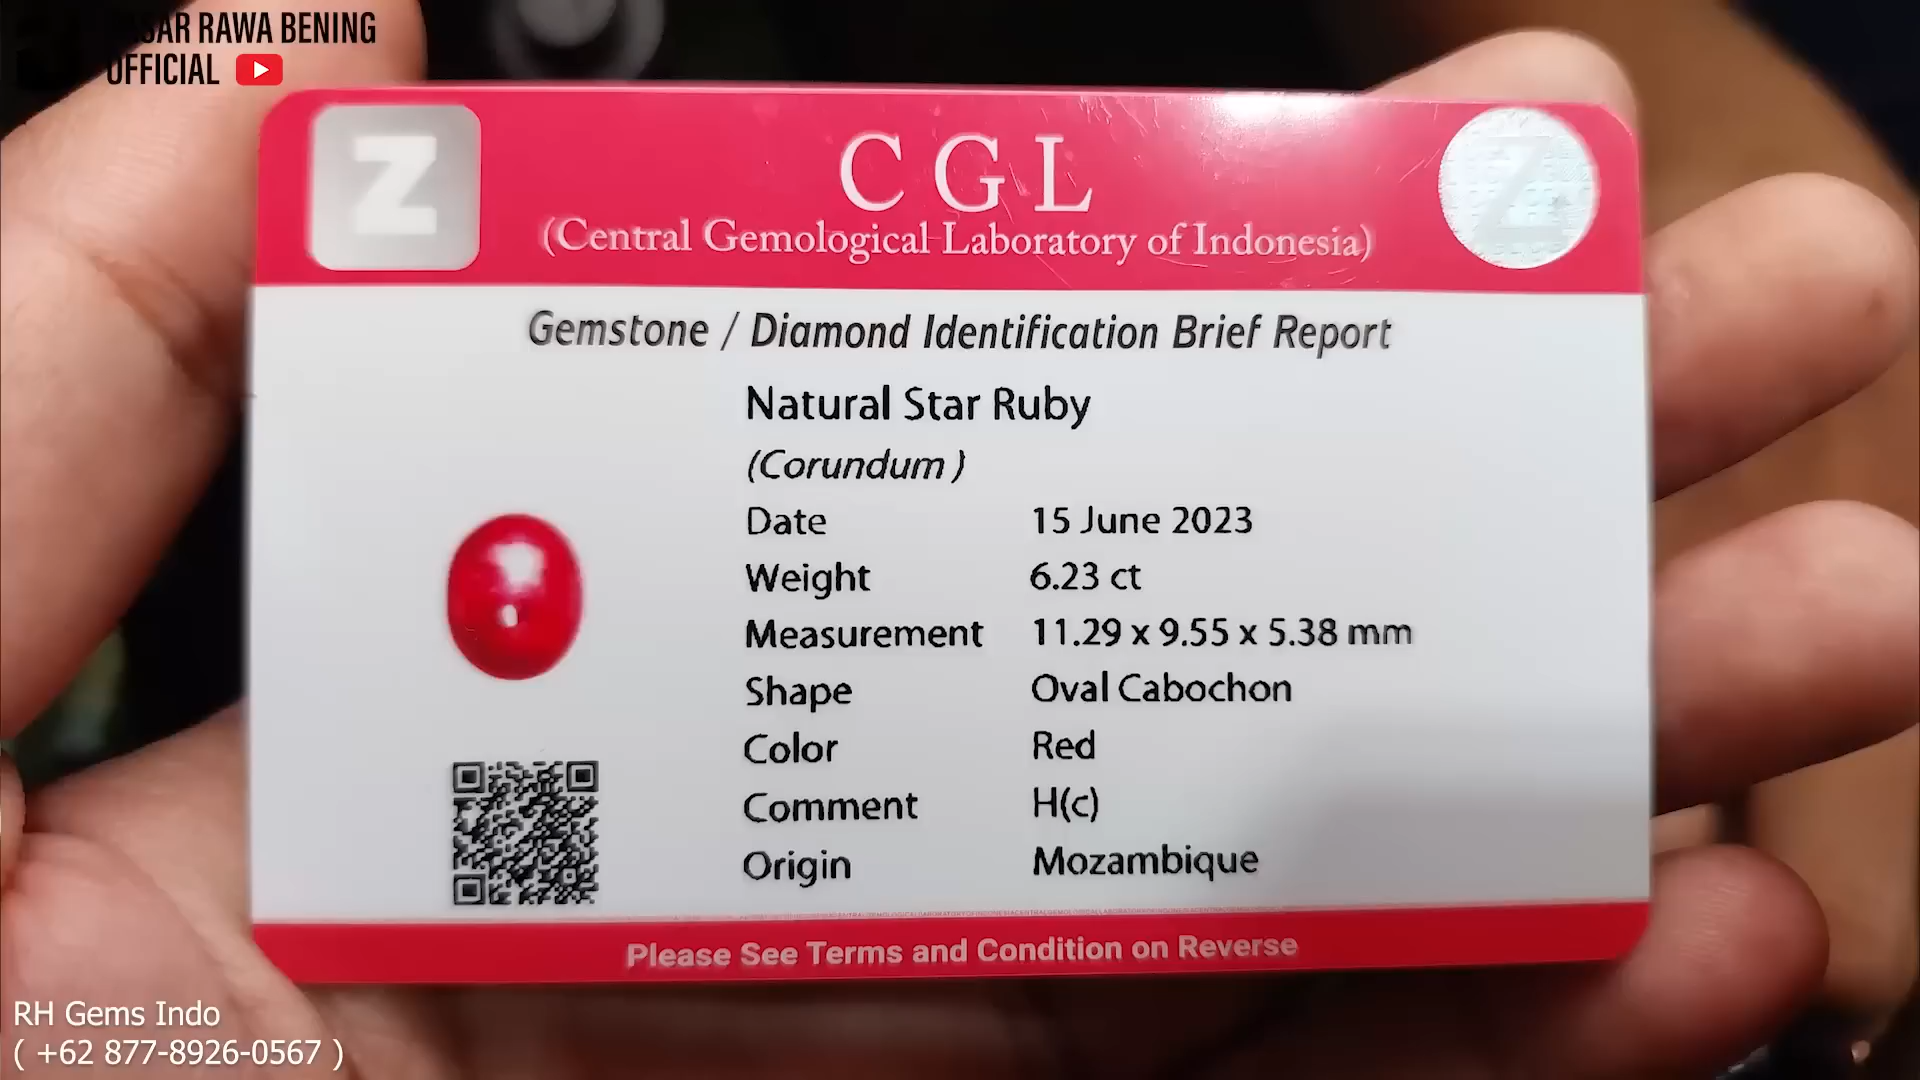 RAWA BENING
OFFICIAL
Z
C G L
(Central Gemological Laboratory of Indonesia)
Z
Gemstone / Diamond Identification Brief Report
Natural Star Ruby
(Corundum )
Date 15 June 2023
Weight 6.23 ct
Measurement 11.29 x 9.55 x 5.38 mm
Shape Oval Cabochon
Color Red
Comment H(c)
Origin Mozambique
Please See Terms and Condition on Reverse
RH Gems Indo
( +62 877-8926-0567 )